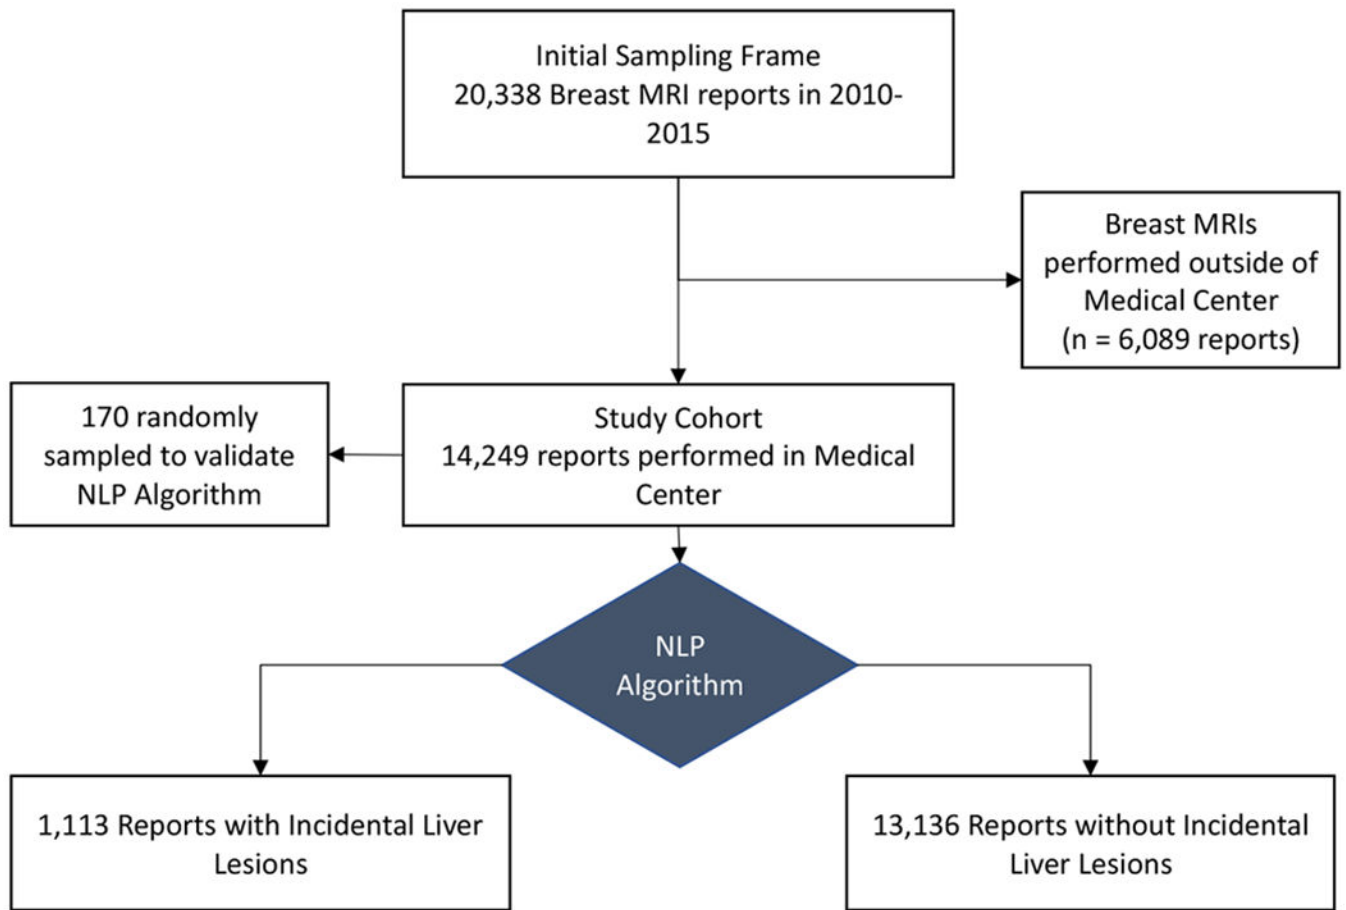 Initial Sampling Frame
20,338 Breast MRI reports in 2010-
2015
Breast MRIs
performed outside of
Medical Center
(n = 6,089 reports)
170 randomly
sampled to validate
NLP Algorithm
Study Cohort
14,249 reports performed in Medical
Center
NLP
Algorithm
1,113 Reports with Incidental Liver
Lesions
13,136 Reports without Incidental
Liver Lesions